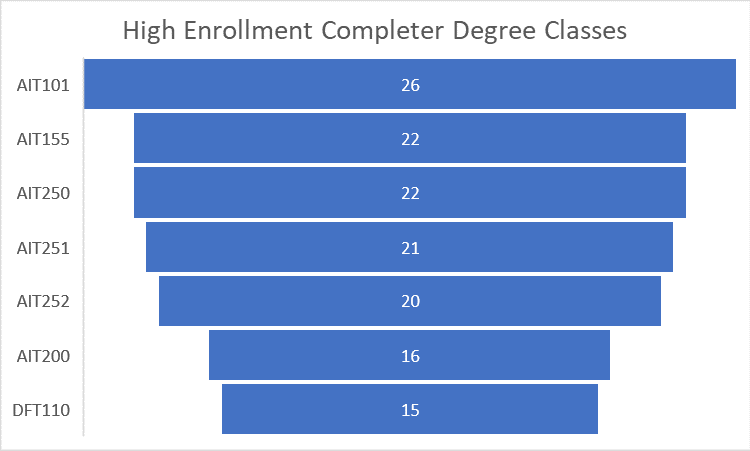 High Enrollment Completer Degree Classes
AIT101 26
AIT155 22
AIT250 22
AIT251 21
AIT252 20
AIT200 16
DFT110 15